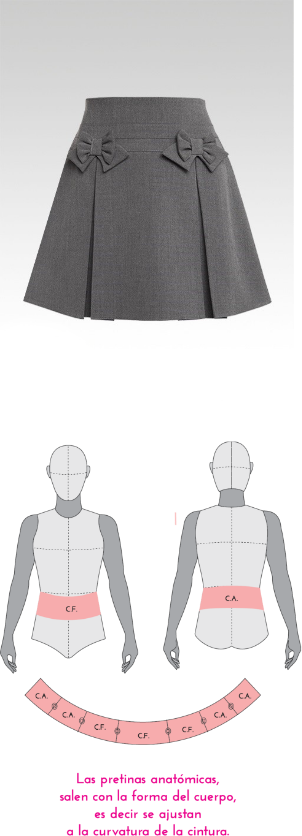 C.F.
C.A.
C.A.
C.A.
C.F.
C.F.
C.F.
C.A.
C.A.
Las pretinas anatómicas,
salen con la forma del cuerpo,
es decir se ajustan
a la curvatura de la cintura.